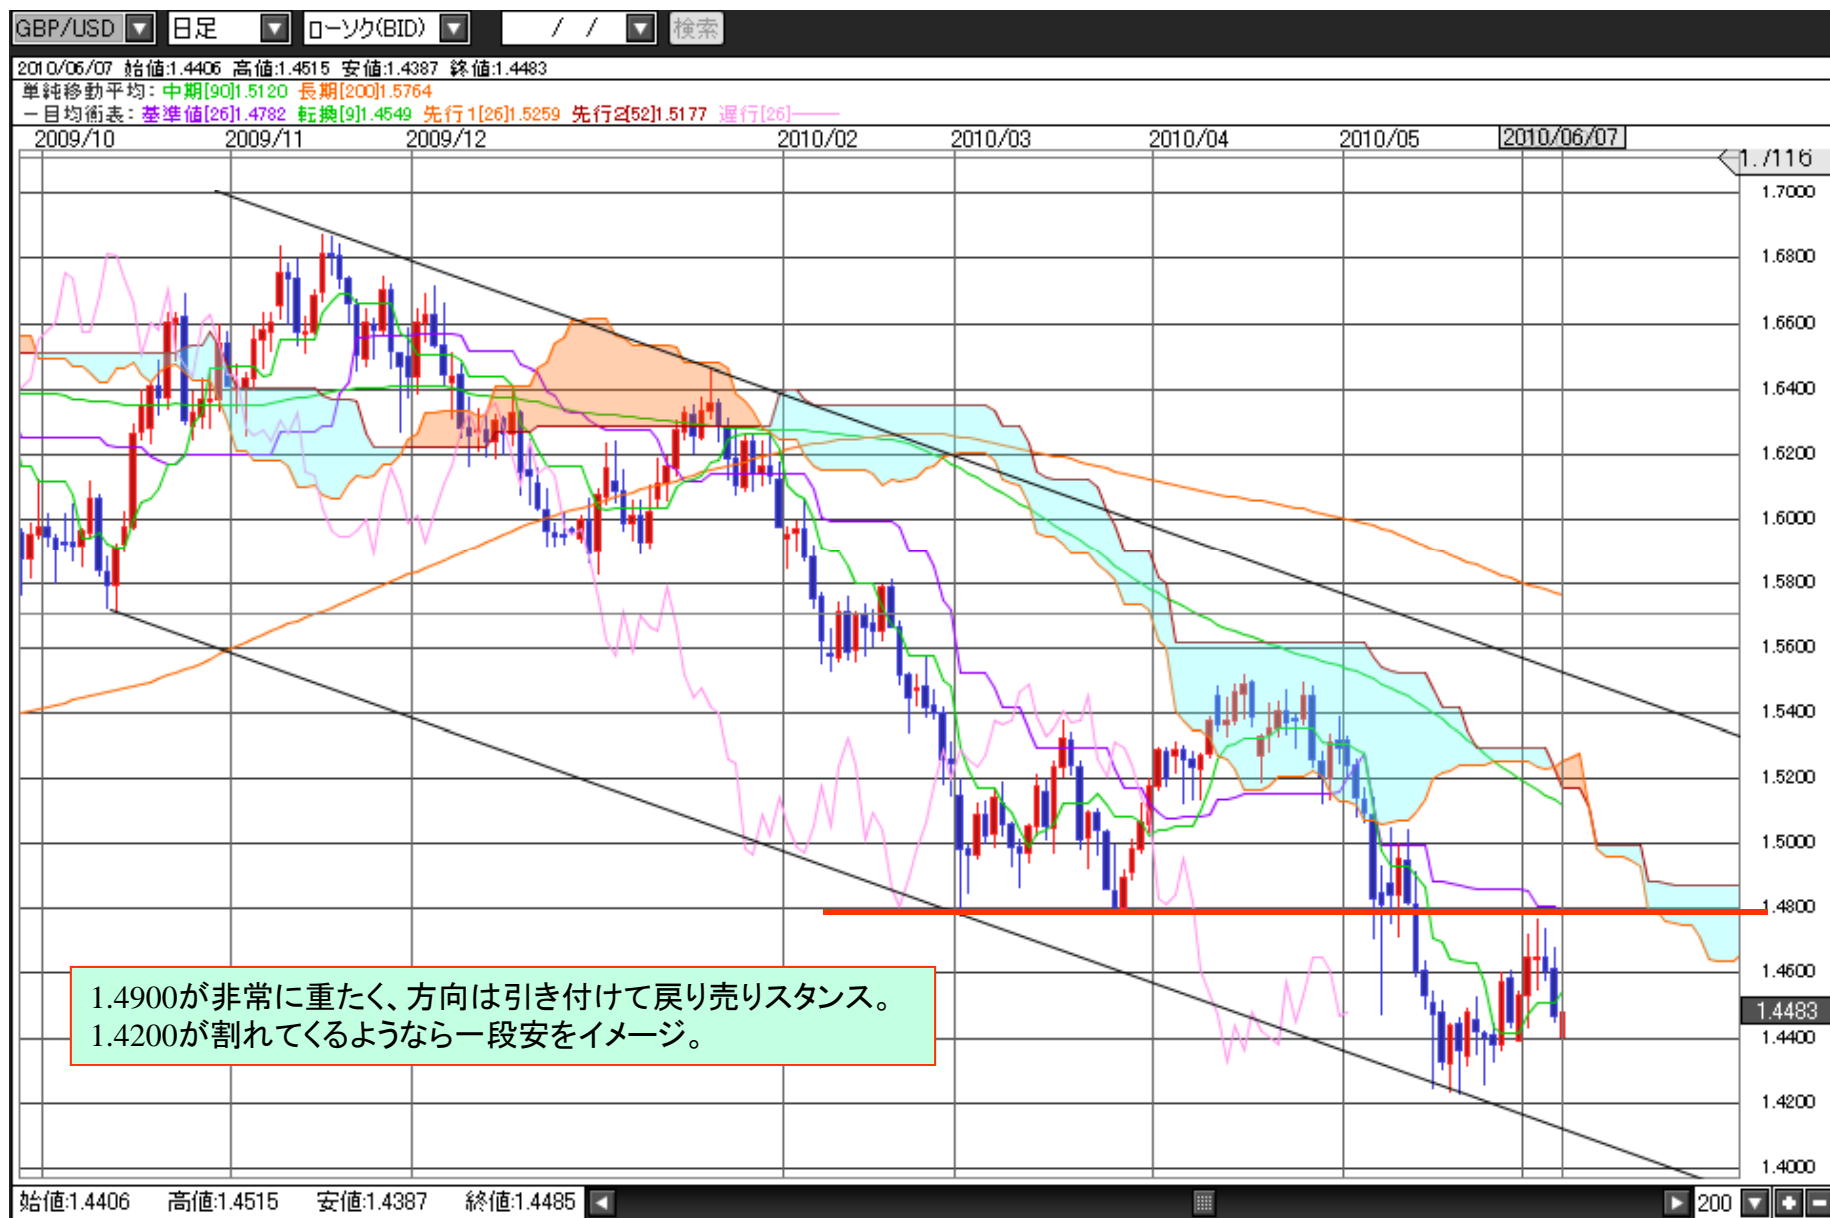 GBP/USD 日足 ローソク(BID) / / 検索
2010/06/07 始値:1.4406 高値:1.4515 安値:1.4387 終値:1.4483
単純移動平均: 中期[90]1.5120 長期[200]1.5764
一目均衡表: 基準値[26]1.4782 転換[9]1.4549 先行1[26]1.5259 先行2[52]1.5177 遅行[26]
2009/10 2009/11 2009/12 2010/02 2010/03 2010/04 2010/05 2010/06/07
1.7116
1.7000
1.6800
1.6600
1.6400
1.6200
1.6000
1.5800
1.5600
1.5400
1.5200
1.5000
1.4800
1.4600
1.4483
1.4400
1.4200
1.4000
1.4900が非常に重たく、方向は引き付けて戻り売りスタンス。
1.4200が割れてくるようなら一段安をイメージ。
始値:1.4406 高値:1.4515 安値:1.4387 終値:1.4485 200